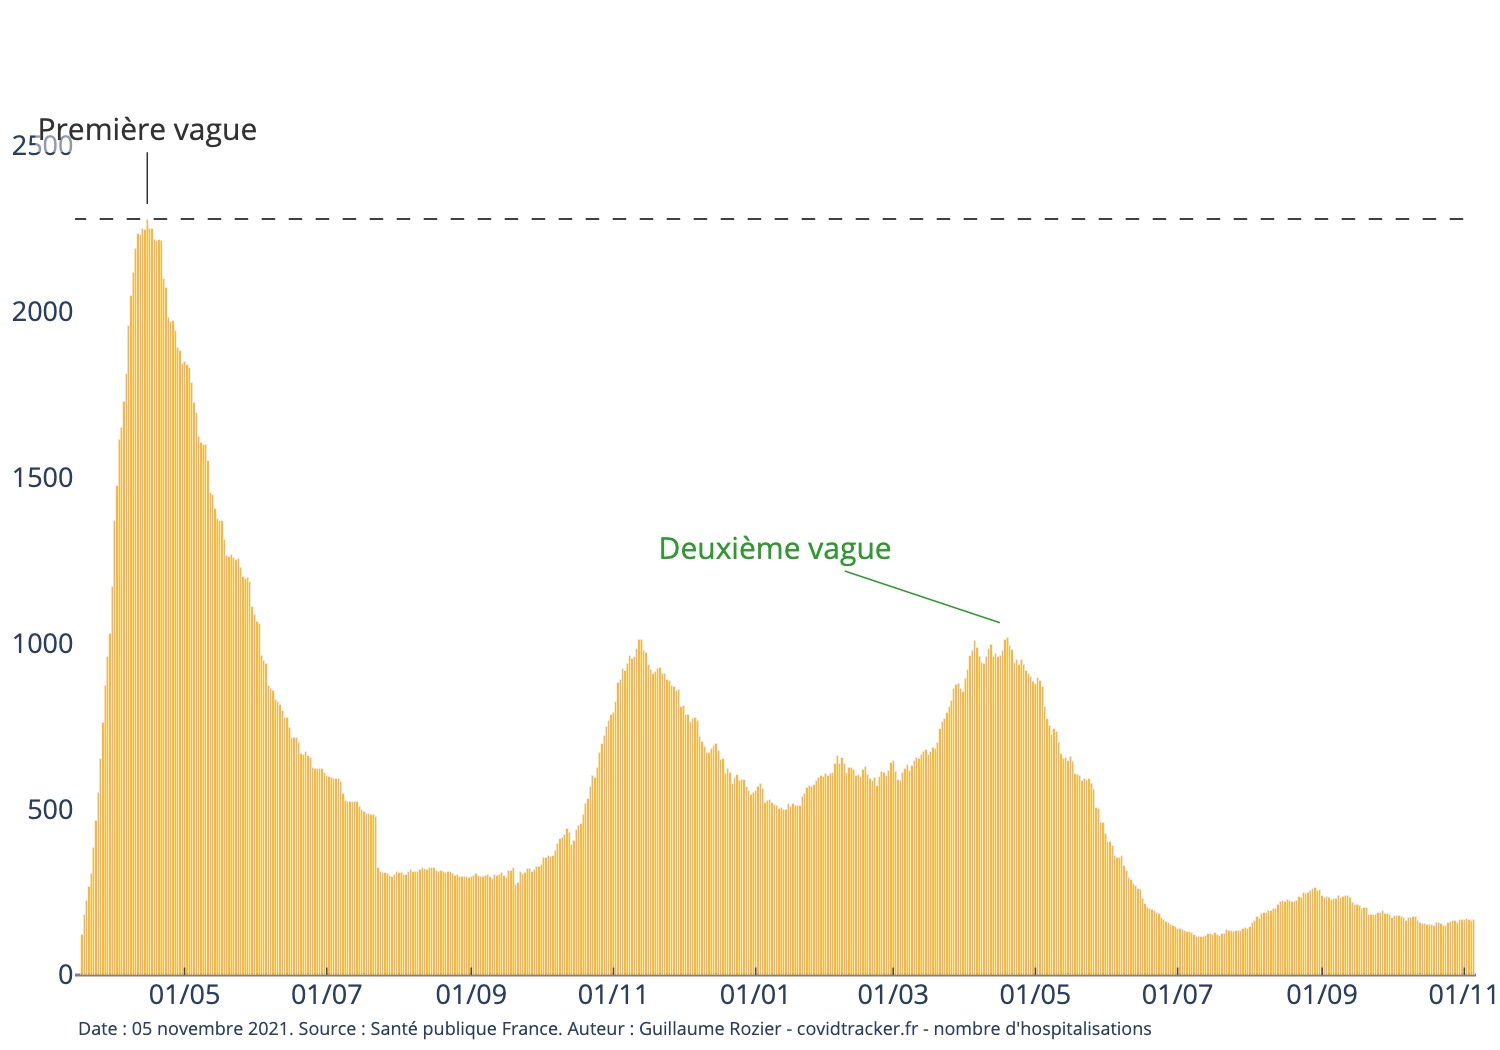 Première vague
2500
2000
1500
Deuxième vague
1000
500
0
01/05 01/07 01/09 01/11 01/01 01/03 01/05 01/07 01/09 01/11
Date : 05 novembre 2021. Source : Santé publique France. Auteur : Guillaume Rozier - covidtracker.fr - nombre d'hospitalisations